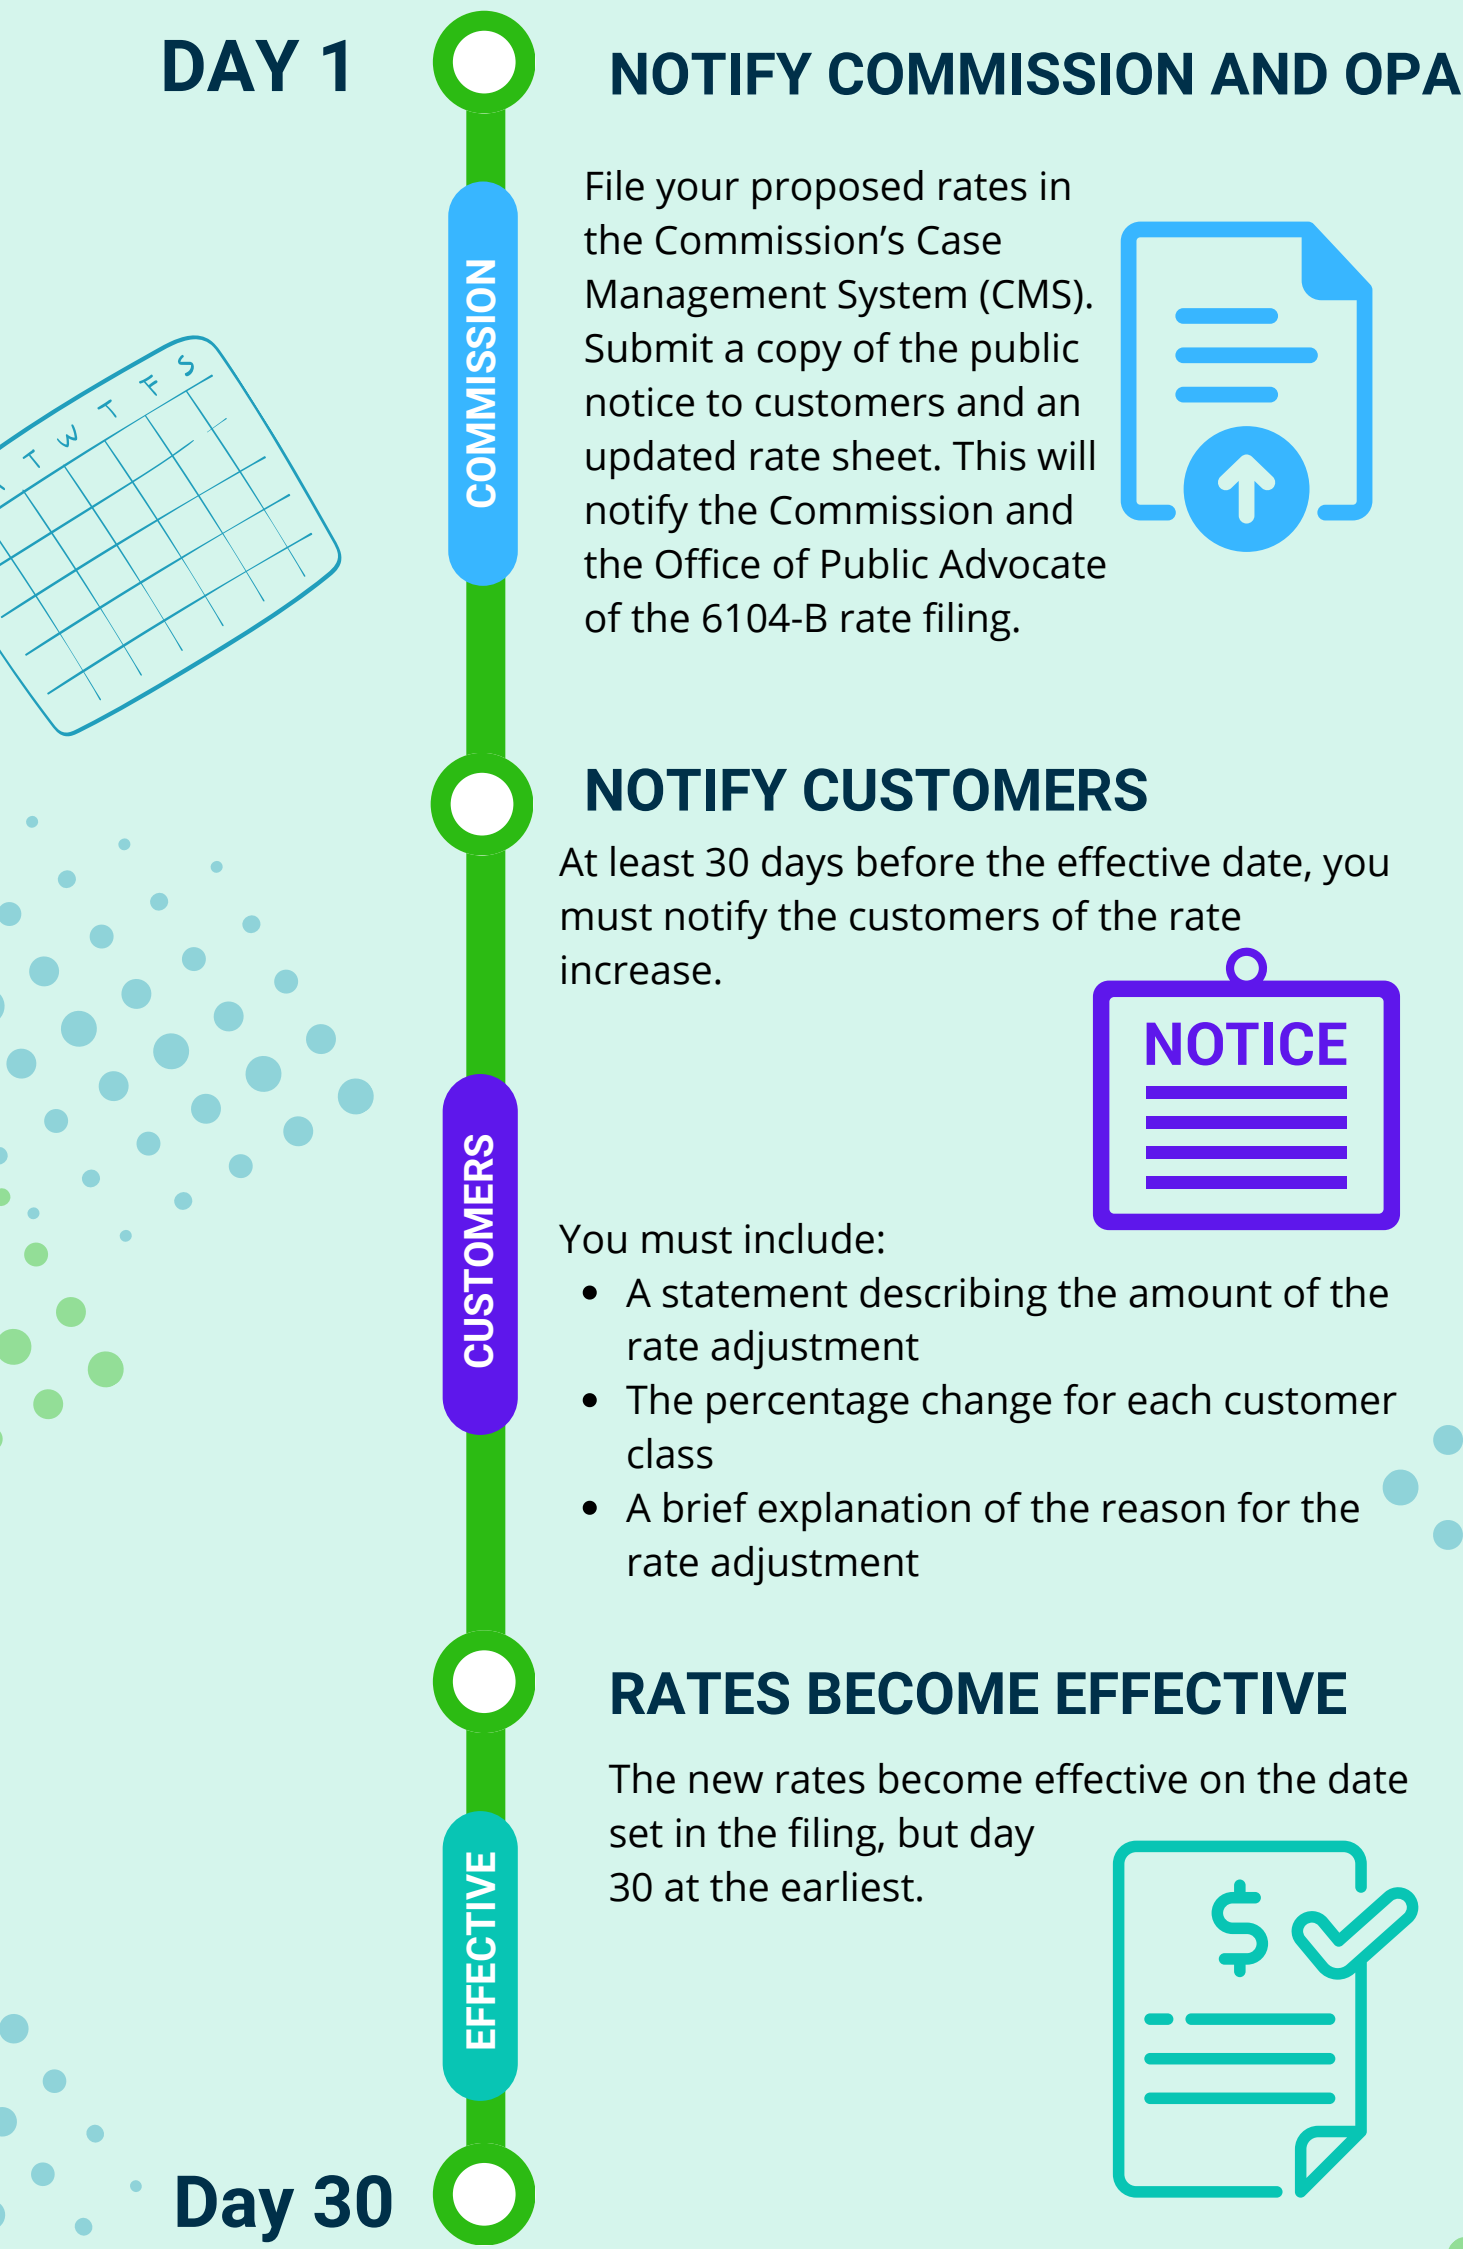 DAY 1
NOTIFY COMMISSION AND OPA
COMMISSION
File your proposed rates in
the Commission’s Case
Management System (CMS).
Submit a copy of the public
notice to customers and an
updated rate sheet. This will
notify the Commission and
the Office of Public Advocate
of the 6104-B rate filing.
T W T F S
NOTIFY CUSTOMERS
At least 30 days before the effective date, you
must notify the customers of the rate
increase.
NOTICE
CUSTOMERS
You must include:
• A statement describing the amount of the
rate adjustment
• The percentage change for each customer
class
• A brief explanation of the reason for the
rate adjustment
RATES BECOME EFFECTIVE
The new rates become effective on the date
set in the filing, but day
30 at the earliest.
EFFECTIVE
$
Day 30